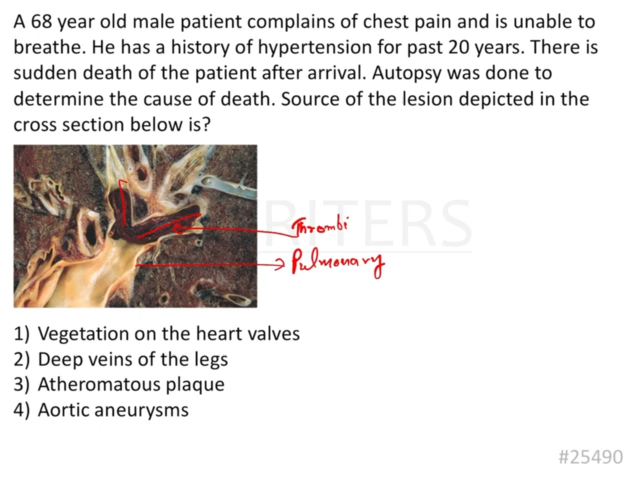 A 68 year old male patient complains of chest pain and is unable to
breathe. He has a history of hypertension for past 20 years. There is
sudden death of the patient after arrival. Autopsy was done to
determine the cause of death. Source of the lesion depicted in the
cross section below is?
RITERS
Thrombi
Pulmonary
1) Vegetation on the heart valves
2) Deep veins of the legs
3) Atheromatous plaque
4) Aortic aneurysms
#25490